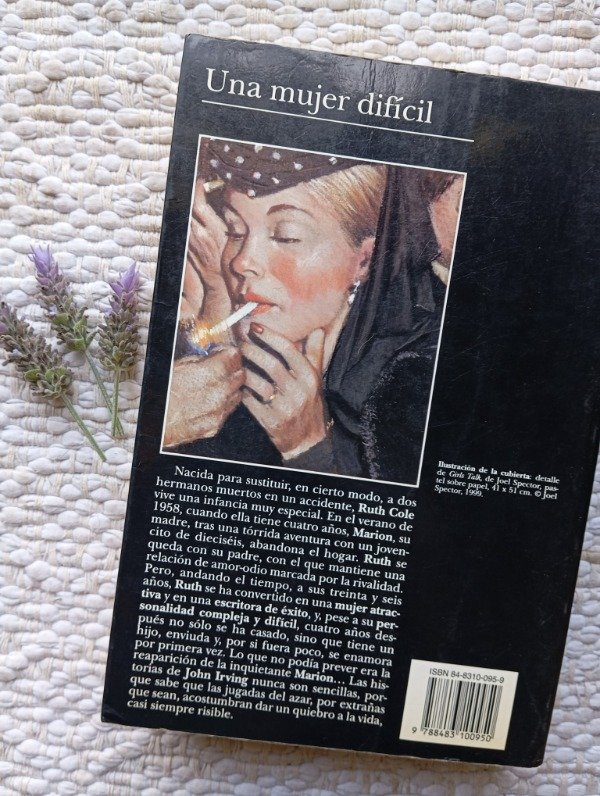 Una mujer difícil
Ilustración de la cubierta: detalle
de Girls Talk, de Joel Spector, pas-
tel sobre papel, 41 x 51 cm. © Joel
Spector, 1999.
Nacida para sustituir, en cierto modo, a dos
hermanos muertos en un accidente, Ruth Cole
vive una infancia muy especial. En el verano de
1958, cuando ella tiene cuatro años, Marion, su
madre, tras una tórrida aventura con un joven-
cito de dieciséis, abandona el hogar. Ruth se
queda con su padre, con el que mantiene una
relación de amor-odio marcada por la rivalidad.
Pero, andando el tiempo, a sus treinta y seis
años, Ruth se ha convertido en una mujer atrac-
tiva y en una escritora de éxito, y, pese a su per-
sonalidad compleja y difícil, cuatro años des-
pués no sólo se ha casado, sino que tiene un
hijo, enviuda y, por si fuera poco, se enamora
por primera vez. Lo que no podía prever era la
reaparición de la inquietante Marion... Las his-
torias de John Irving nunca son sencillas, por-
que sabe que las jugadas del azar, por extrañas
que sean, acostumbran dar un quiebro a la vida,
casi siempre risible.
ISBN 84-8310-095-9
9 788483 100950